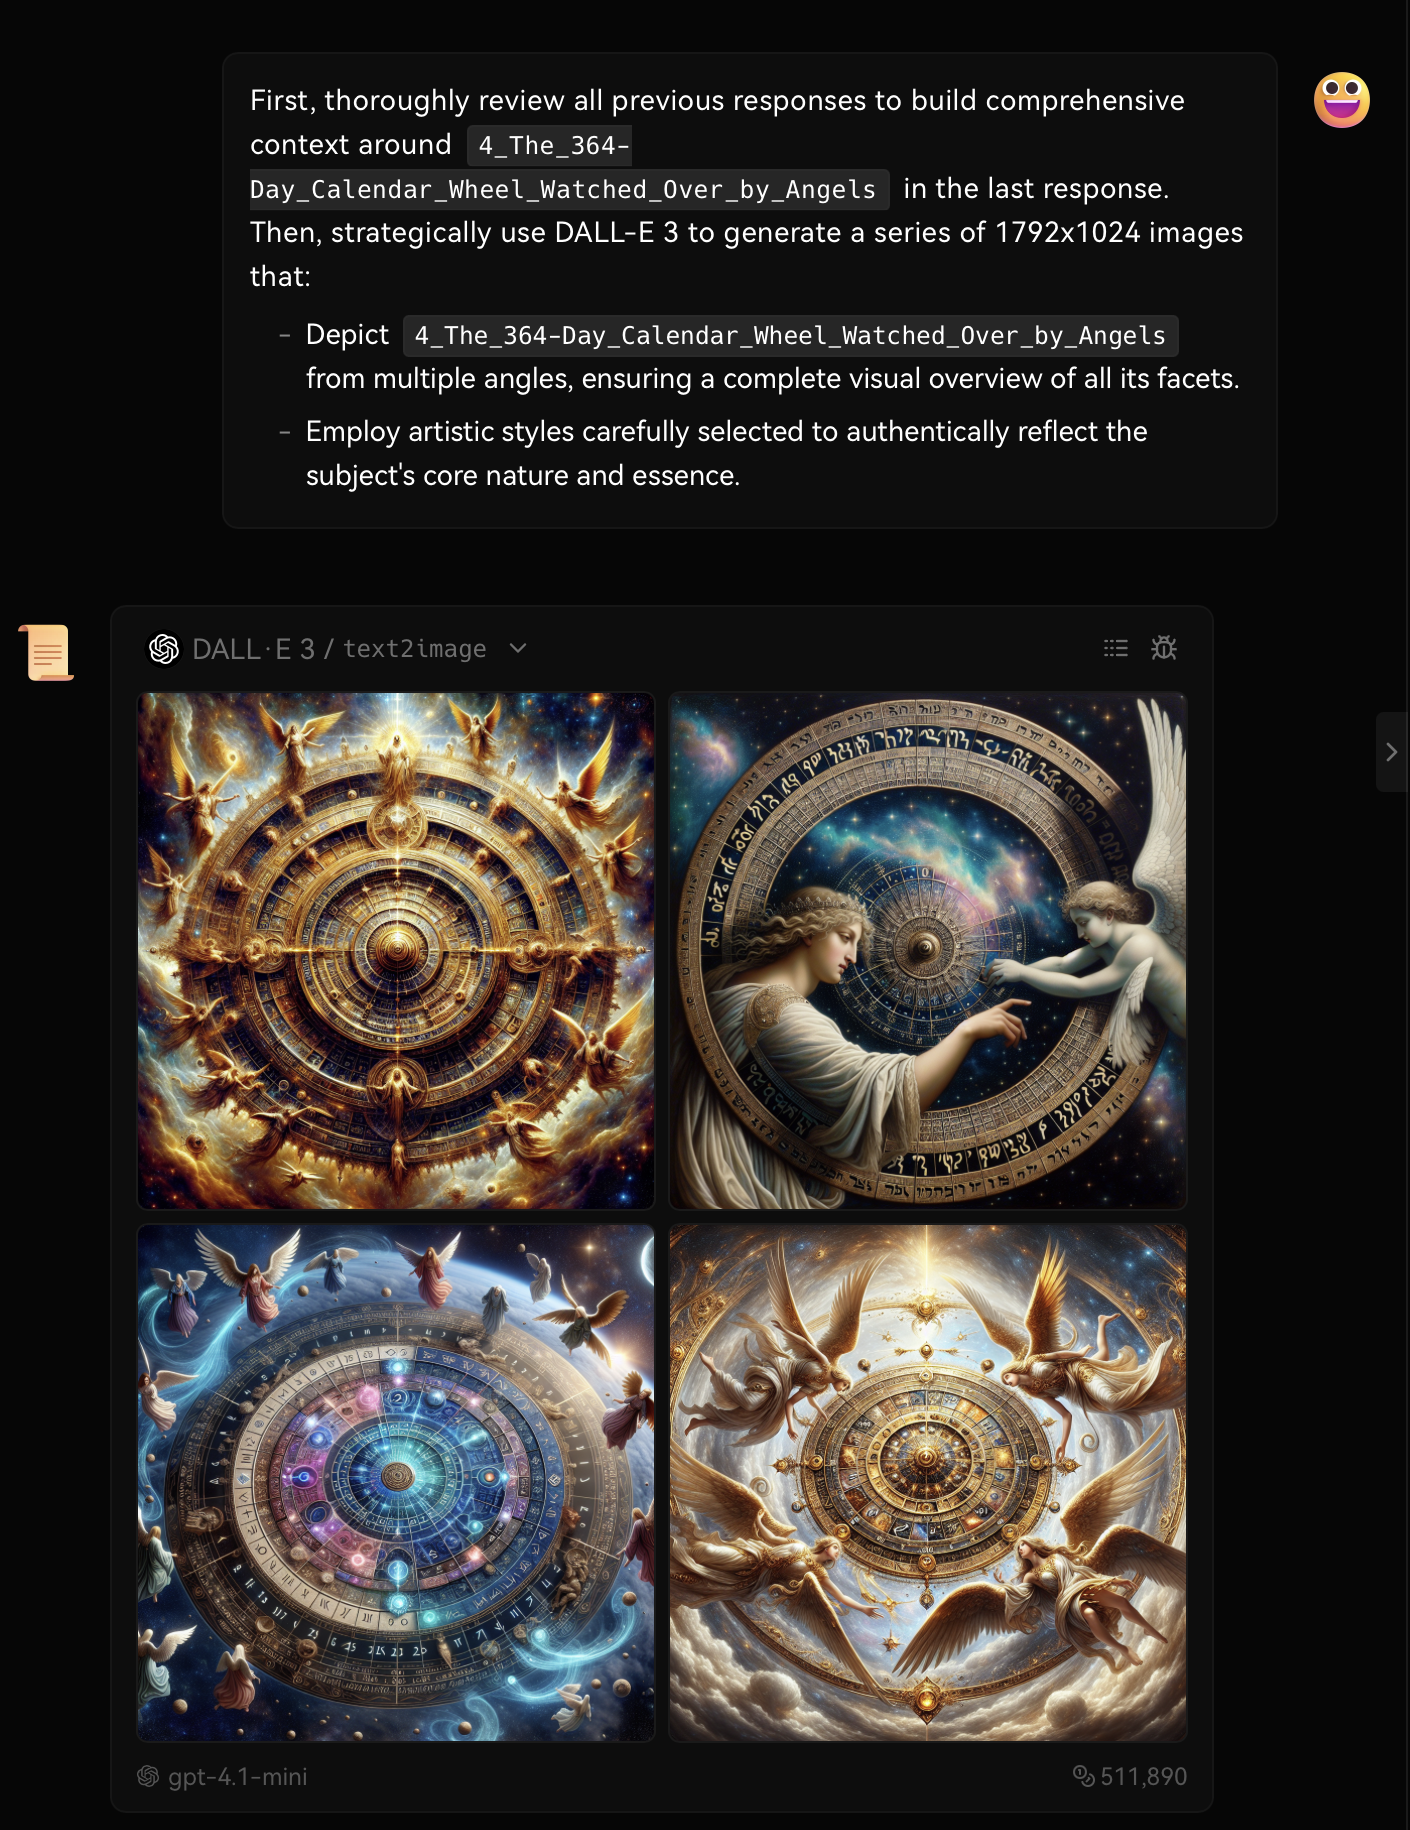 First, thoroughly review all previous responses to build comprehensive
context around 4_The_364-
Day_Calendar_Wheel_Watched_Over_by_Angels in the last response.
Then, strategically use DALL-E 3 to generate a series of 1792x1024 images
that:
- Depict 4_The_364-Day_Calendar_Wheel_Watched_Over_by_Angels
from multiple angles, ensuring a complete visual overview of all its facets.
- Employ artistic styles carefully selected to authentically reflect the
subject's core nature and essence.
DALL·E 3 / text2image
gpt-4.1-mini
511,890